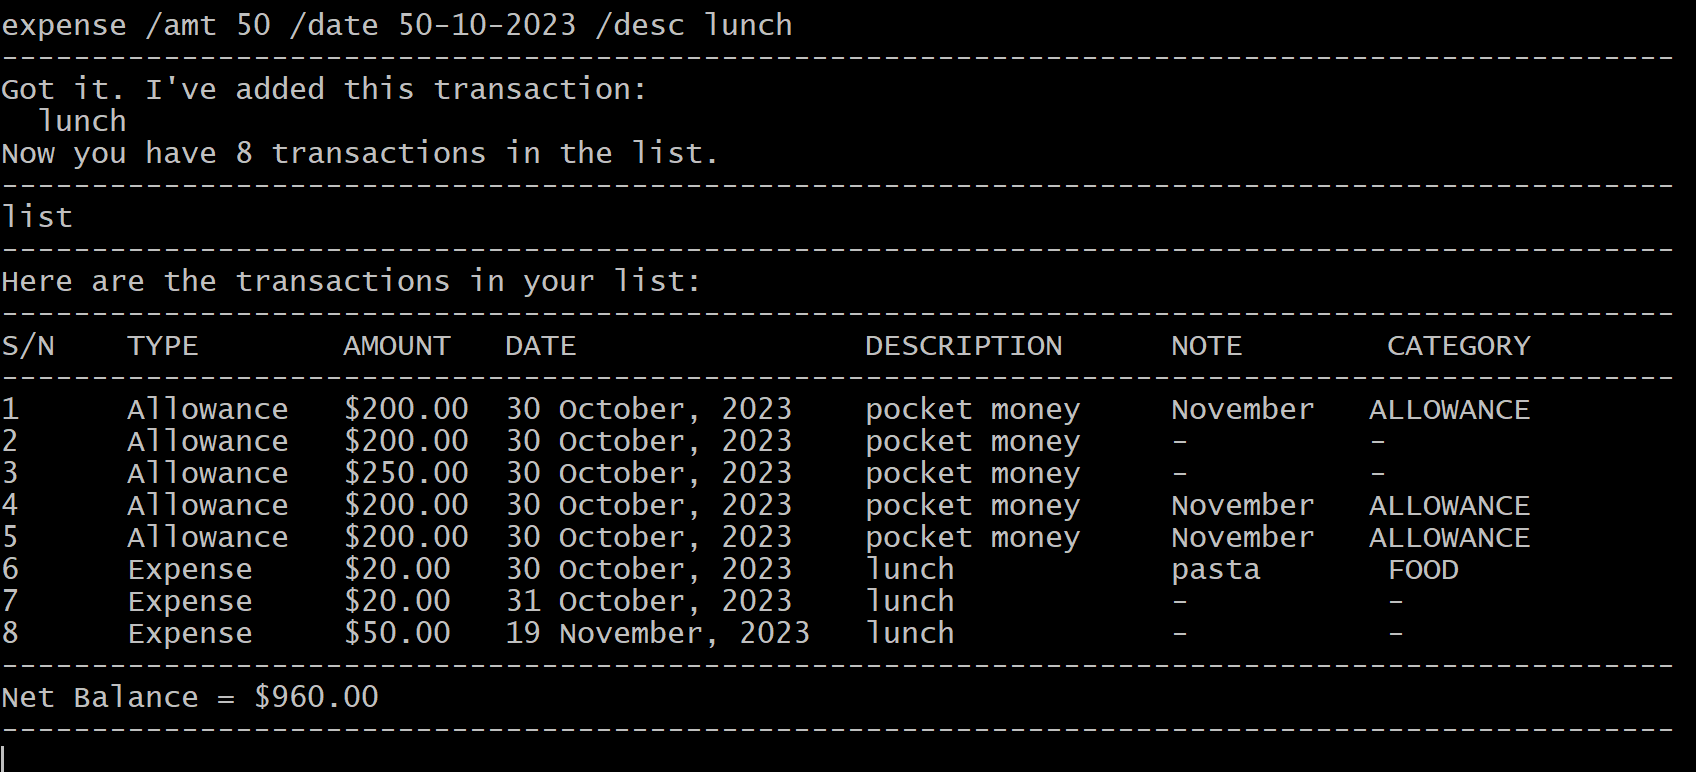 expense /amt 50 /date 50-10-2023 /desc lunch
---------------------------------------------------------------------------------------------
Got it. I've added this transaction:
  lunch
Now you have 8 transactions in the list.
---------------------------------------------------------------------------------------------
list
---------------------------------------------------------------------------------------------
Here are the transactions in your list:
---------------------------------------------------------------------------------------------
S/N    TYPE        AMOUNT   DATE                DESCRIPTION      NOTE        CATEGORY
---------------------------------------------------------------------------------------------
1      Allowance   $200.00  30 October, 2023    pocket money     November   ALLOWANCE
2      Allowance   $200.00  30 October, 2023    pocket money     -          -
3      Allowance   $250.00  30 October, 2023    pocket money     -          -
4      Allowance   $200.00  30 October, 2023    pocket money     November   ALLOWANCE
5      Allowance   $200.00  30 October, 2023    pocket money     November   ALLOWANCE
6      Expense     $20.00   30 October, 2023    lunch            pasta       FOOD
7      Expense     $20.00   31 October, 2023    lunch            -           -
8      Expense     $50.00   19 November, 2023   lunch            -           -
---------------------------------------------------------------------------------------------
Net Balance = $960.00
---------------------------------------------------------------------------------------------